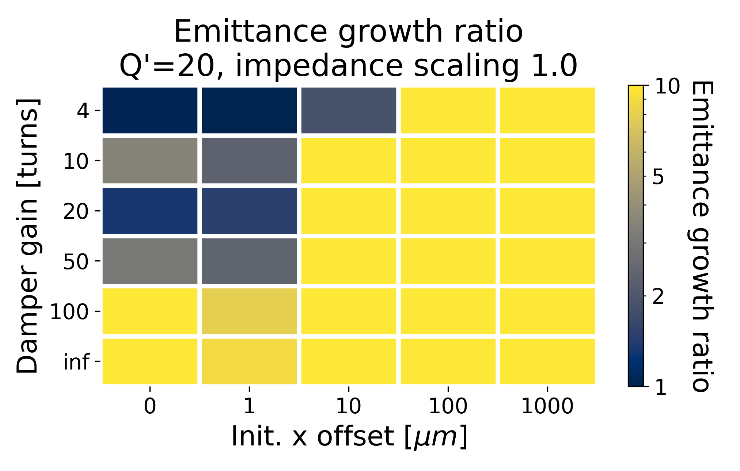 Emittance growth ratio
Q'=20, impedance scaling 1.0
Damper gain [turns]
4
10
20
50
100
inf
0 1 10 100 1000
Init. x offset [μm]
10
5
2
1
Emittance growth ratio